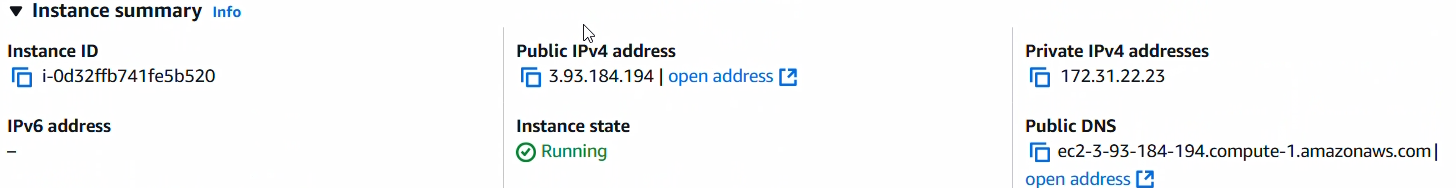 Instance summary Info
Instance ID
i-0d32ffb741fe5b520
Public IPv4 address
3.93.184.194 | open address
Private IPv4 addresses
172.31.22.23
IPv6 address
–
Instance state
Running
Public DNS
ec2-3-93-184-194.compute-1.amazonaws.com |
open address